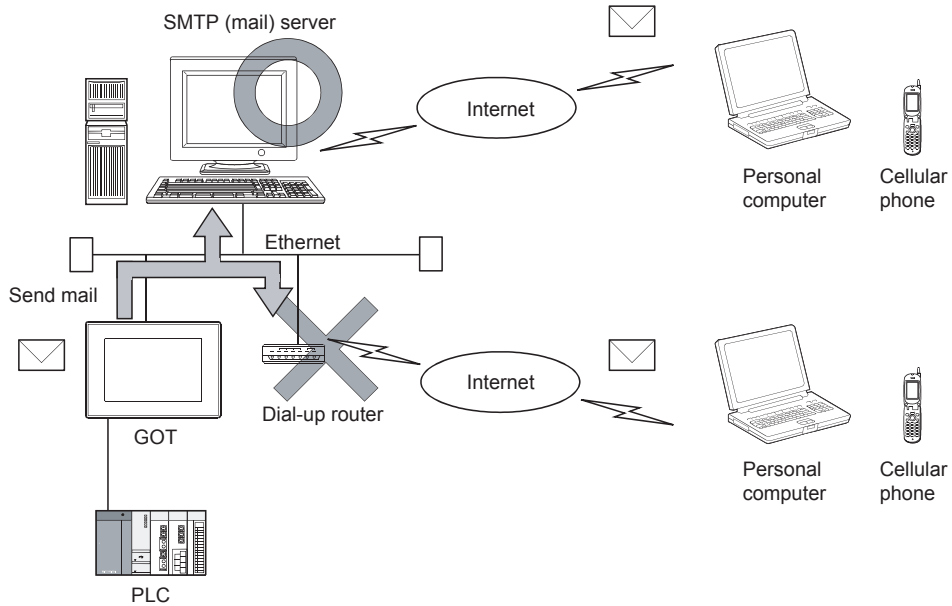 SMTP (mail) server
Internet
Personal
computer
Cellular
phone
Ethernet
Send mail
Internet
Dial-up router
GOT
Personal
computer
Cellular
phone
PLC